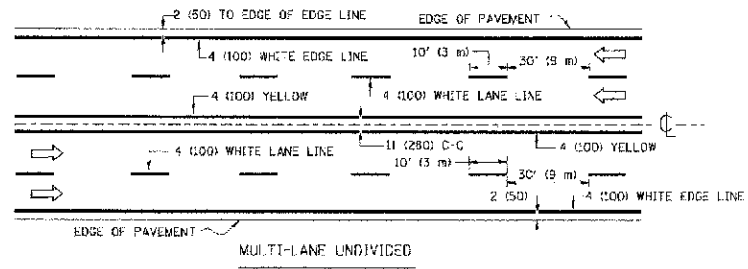 2 (50) TO EDGE OF EDGE LINE
EDGE OF PAVEMENT
4 (100) WHITE EDGE LINE
10' (3 m)
30' (9 m)
4 (100) YELLOW
4 (100) WHITE LANE LINE
℄
4 (100) WHITE LANE LINE
11 (280) C-C
4 (100) YELLOW
10' (3 m)
30' (9 m)
2 (50)
4 (100) WHITE EDGE LINE
EDGE OF PAVEMENT
MULTI-LANE UNDIVIDED